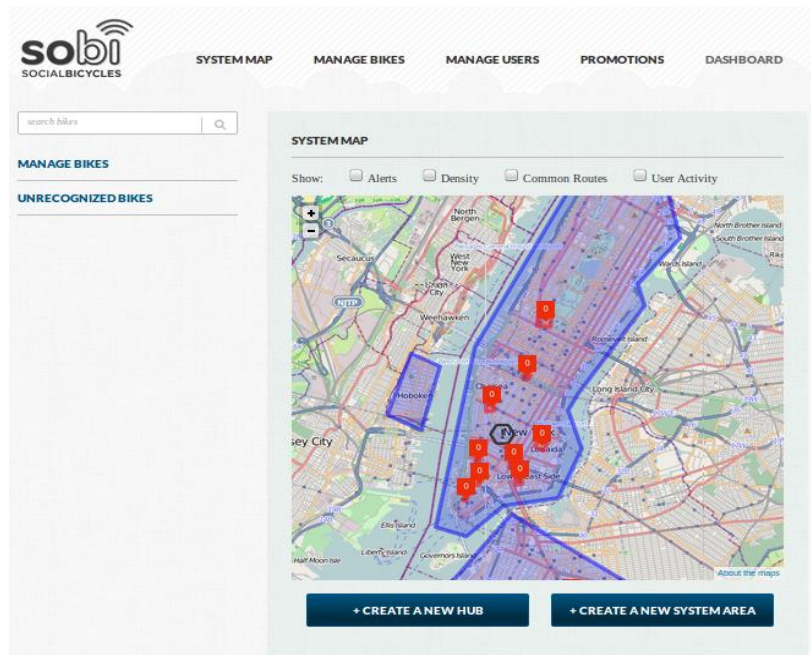 sobi
SOCIALBICYCLES
SYSTEM MAP
MANAGE BIKES
MANAGE USERS
PROMOTIONS
DASHBOARD
search bikes
MANAGE BIKES
UNRECOGNIZED BIKES
SYSTEM MAP
Show:
Alerts
Density
Common Routes
User Activity
+
-
North
Bergen
North Brother Island
South Brother Island
3
Secaucus
West
New
York
Wards Island
Union
City
NJTP
Weehawken
0
Roosevelt Island
0
Chelsea
0
Long Island City
Hoboken
New York
0
0
0
0
0
0
Lower East Side
Ellis Island
Liberty Island
Governors Island
Half Moon Isle
About the maps
+ CREATE A NEW HUB
+ CREATE A NEW SYSTEM AREA